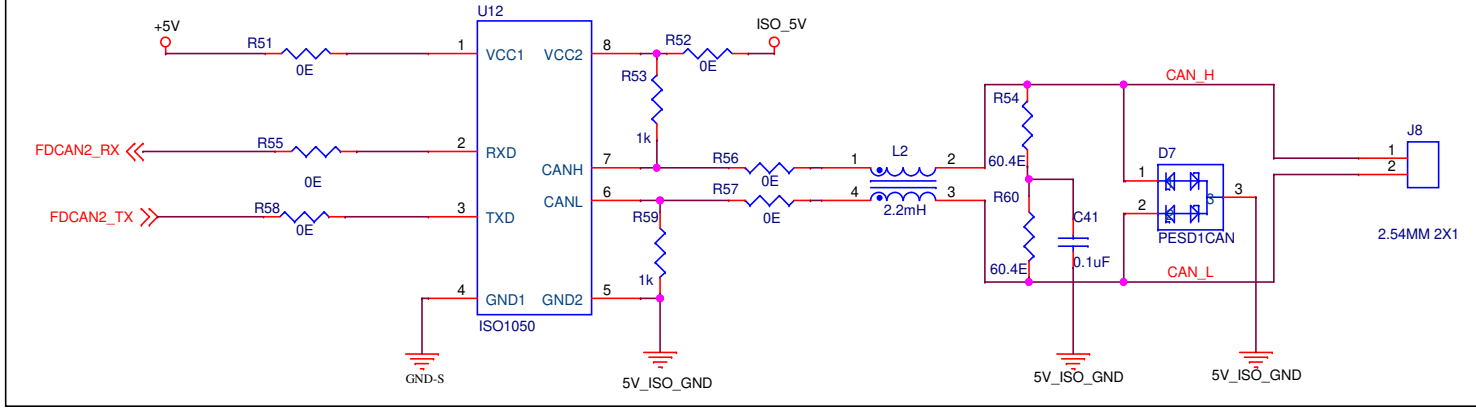 U12
+5V
ISO_5V
R51
0E
1
VCC1
VCC2
8
R52
0E
R53
1k
CAN_H
R54
60.4E
J8
1
2
FDCAN2_RX
R55
0E
2
RXD
CANH
7
R56
0E
1
L2
2
D7
1
3
3
2
PESD1CAN
FDCAN2_TX
R58
0E
3
TXD
CANL
6
R57
0E
4
3
2.2mH
R59
1k
R60
60.4E
C41
0.1uF
2.54MM 2X1
CAN_L
4
GND1
GND2
5
ISO1050
GND-S
5V_ISO_GND
5V_ISO_GND
5V_ISO_GND